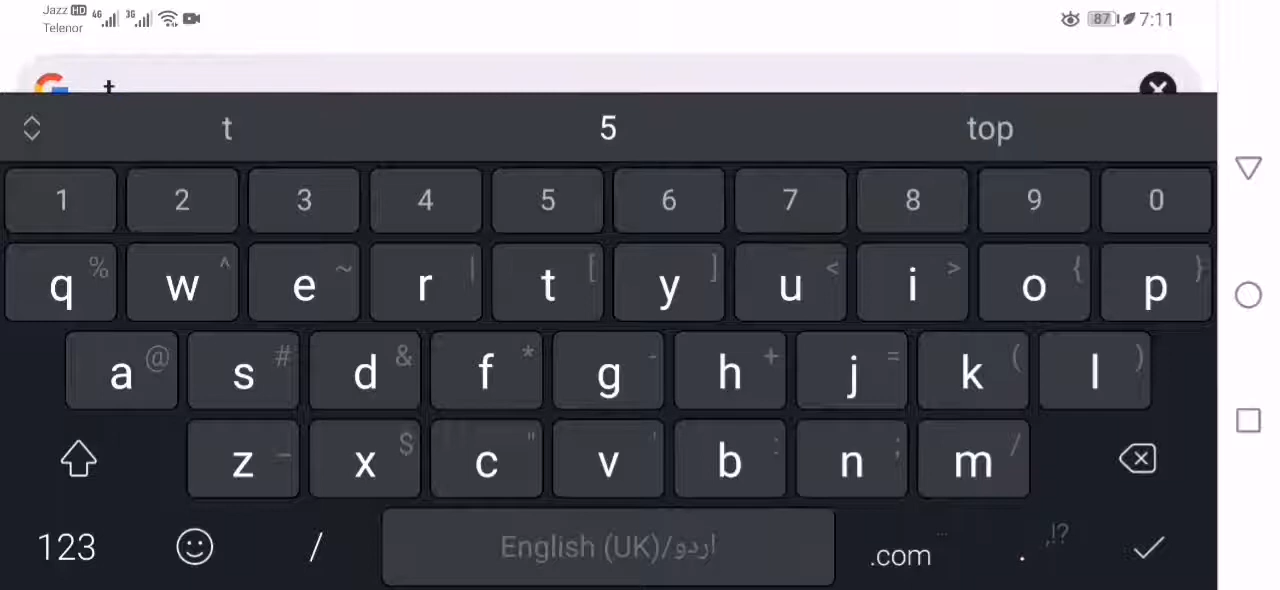 Jazz HD 4G 3G 87 7:11
Telenor
t
t 5 top
1 2 3 4 5 6 7 8 9 0
q % w ^ e ~ r | t [ y ] u < i > o { p }
a @ s # d & f * g - h + j = k ( l )
z _ x $ c " v ' b : n ; m /
123 / English (UK)/اردو .com . ,!?